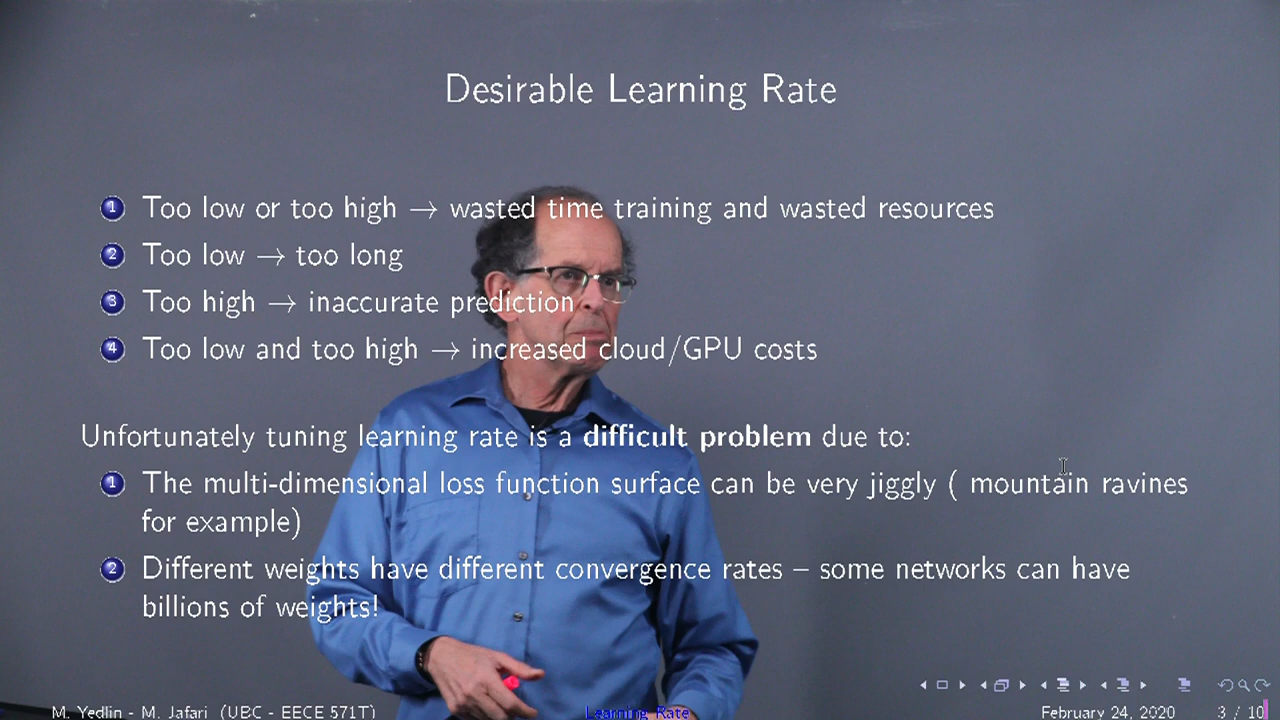 Desirable Learning Rate
1 Too low or too high → wasted time training and wasted resources
2 Too low → too long
3 Too high → inaccurate prediction
4 Too low and too high → increased cloud/GPU costs
Unfortunately tuning learning rate is a difficult problem due to:
1 The multi-dimensional loss function surface can be very jiggly ( mountain ravines
for example)
2 Different weights have different convergence rates – some networks can have
billions of weights!
M. Yedlin - M. Jafari (UBC - EECE 571T) Learning Rate February 24, 2020 3 / 10